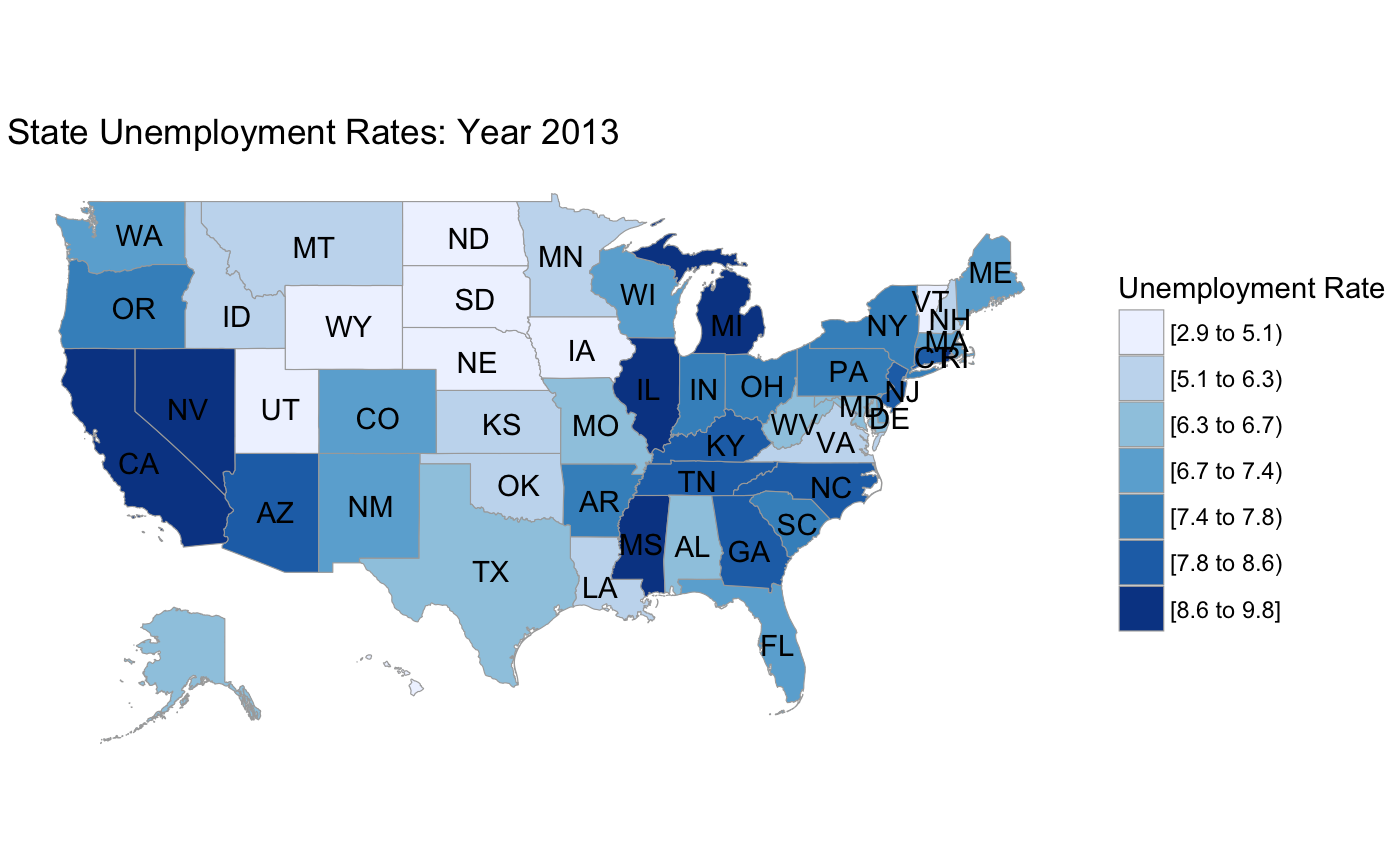 State Unemployment Rates: Year 2013
WA
MT
ND
MN
ME
OR
ID
WY
SD
WI
MI
VT
NH
NY
MA
CT
RI
NV
UT
CO
NE
IA
IL
IN
OH
PA
NJ
MD
DE
CA
KS
MO
WV
VA
KY
AZ
NM
OK
AR
TN
NC
SC
TX
LA
MS
AL
GA
FL
Unemployment Rate
[2.9 to 5.1)
[5.1 to 6.3)
[6.3 to 6.7)
[6.7 to 7.4)
[7.4 to 7.8)
[7.8 to 8.6)
[8.6 to 9.8]